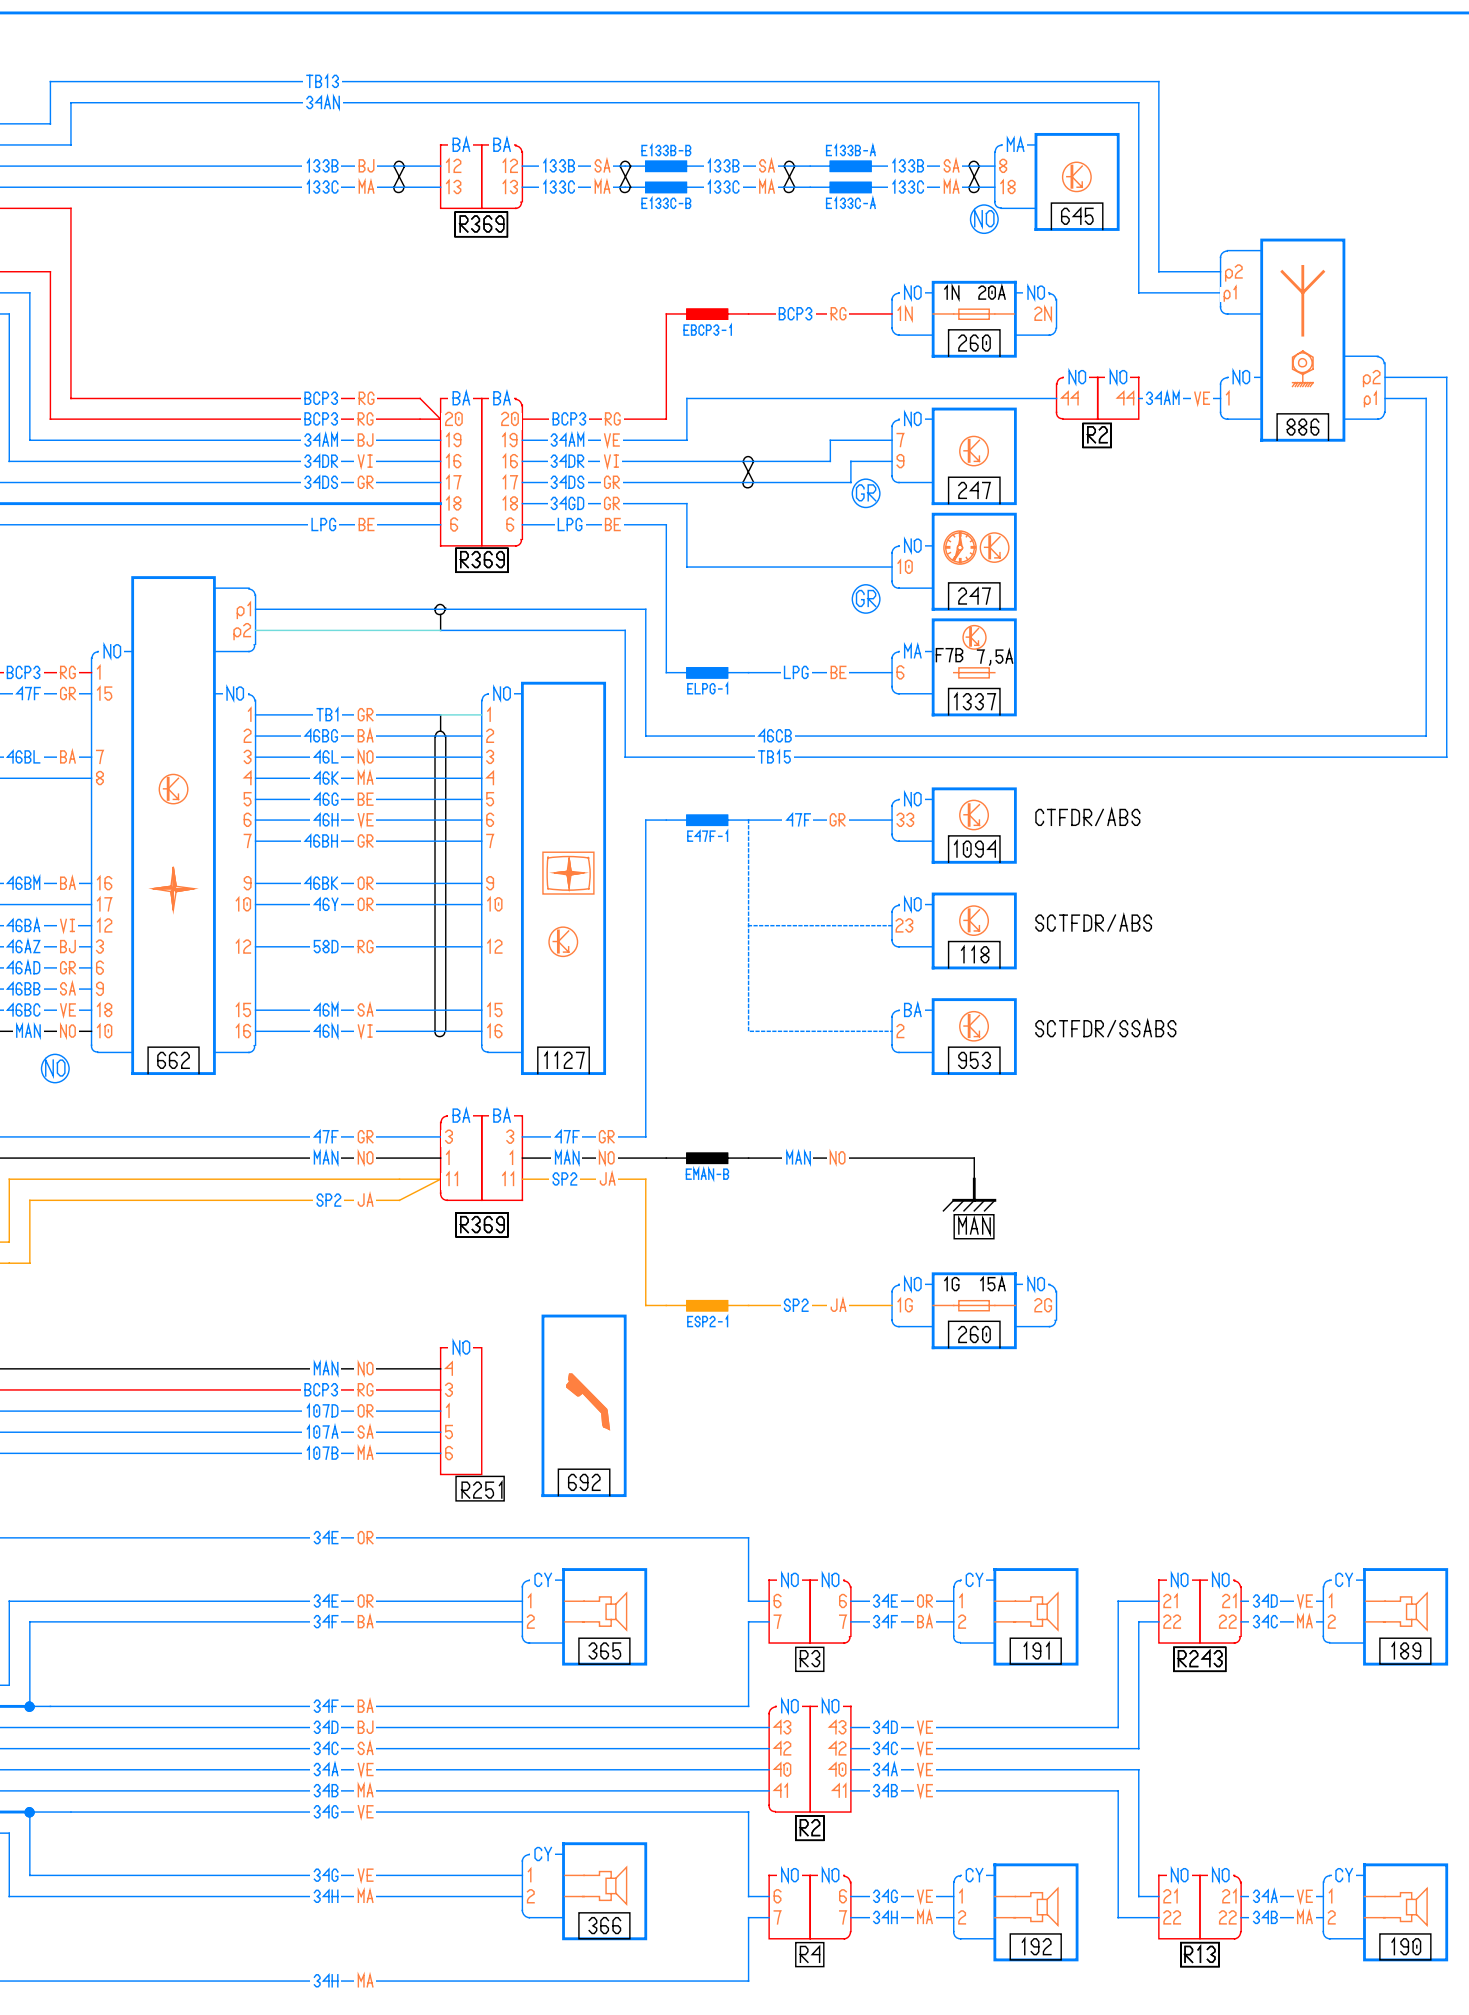 TB13
34AN
BA BA
133B BJ 12 12 133B SA E133B-B 133B SA E133B-A 133B SA MA 8
133C MA 13 13 133C MA E133C-B 133C MA E133C-A 133C MA 18
R369
NO
645
p2
p1
NO 1N 20A NO
EBCP3-1 BCP3 RG 1N 2N
260
NO NO NO p2
BCP3 RG BA BA 44 44 34AM VE 1 p1
BCP3 RG 20 20 BCP3 RG R2 886
34AM BJ 19 19 34AM VE NO 7
34DR VI 16 16 34DR VI 9
34DS GR 17 17 34DS GR GR 247
18 18 34GD GR
LPG BE 6 6 LPG BE
R369
NO
10
GR 247
p1
p2
NO MA F7B 7,5A
BCP3 RG 1 ELPG-1 LPG BE 6
47F GR 15 NO NO 1337
1 TB1 GR 1
2 46BG BA 2 46CB
46BL BA 7 3 46L NO 3 TB15
8 4 46K MA 4
5 46G BE 5 NO
6 46H VE 6 E47F-1 47F GR 33 CTFDR/ABS
7 46BH GR 7 1094
46BM BA 16 9 46BK OR 9
17 10 46Y OR 10 NO
46BA VI 12 23 SCTFDR/ABS
46AZ BJ 3 12 58D RG 12 118
46AD GR 6
46BB SA 9
46BC VE 18 15 46M SA 15 BA
MAN NO 10 16 46N VI 16 2 SCTFDR/SSABS
NO 662 1127 953
BA BA
47F GR 3 3 47F GR
MAN NO 1 1 MAN NO EMAN-B MAN NO
11 11 SP2 JA
SP2 JA
R369 MAN
NO 1G 15A NO
ESP2-1 SP2 JA 1G 2G
260
NO
MAN NO 4
BCP3 RG 3
107D OR 1
107A SA 5
107B MA 6
R251 692
34E OR
CY NO NO CY NO NO CY
34E OR 1 6 6 34E OR 1 21 21 34D VE 1
34F BA 2 7 7 34F BA 2 22 22 34C MA 2
365 R3 191 R243 189
34F BA NO NO
34D BJ 43 43 34D VE
34C SA 42 42 34C VE
34A VE 40 40 34A VE
34B MA 41 41 34B VE
34G VE
R2
CY NO NO CY NO NO CY
34G VE 1 6 6 34G VE 1 21 21 34A VE 1
34H MA 2 7 7 34H MA 2 22 22 34B MA 2
366 R4 192 R13 190
34H MA